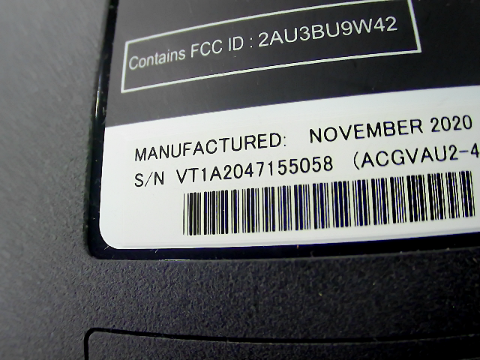 Contains FCC ID : 2AU3BU9W42
MANUFACTURED: NOVEMBER 2020
S/N VT1A2047155058 (ACGVAU2-4